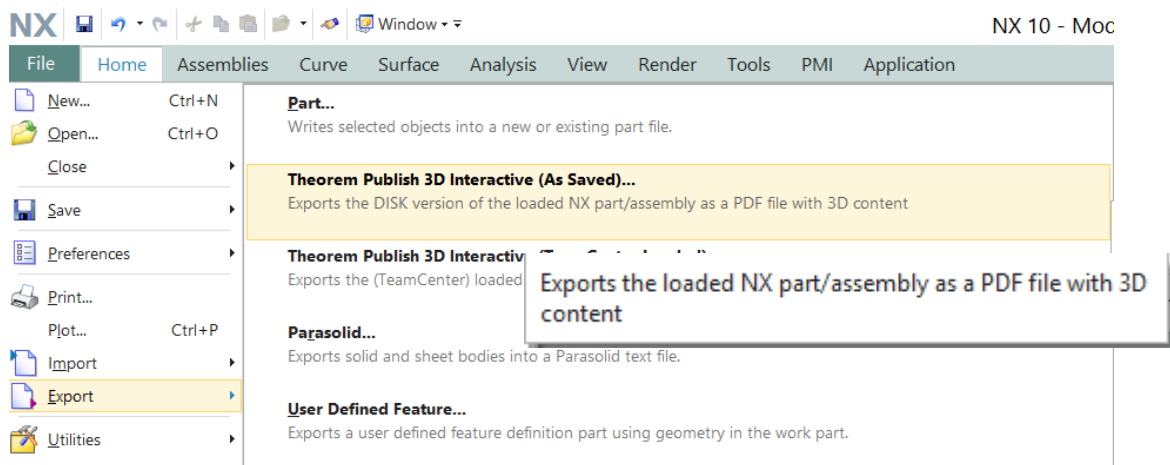 NX Window NX 10 - Mod
File Home Assemblies Curve Surface Analysis View Render Tools PMI Application
New... Ctrl+N
Open... Ctrl+O
Close
Save
Preferences
Print...
Plot... Ctrl+P
Import
Export
Utilities
Part...
Writes selected objects into a new or existing part file.
Theorem Publish 3D Interactive (As Saved)...
Exports the DISK version of the loaded NX part/assembly as a PDF file with 3D content
Theorem Publish 3D
Exports the (TeamCenter) loaded
Exports the loaded NX part/assembly as a PDF file with 3D
content
Parasolid...
Exports solid and sheet bodies into a Parasolid text file.
User Defined Feature...
Exports a user defined feature definition part using geometry in the work part.